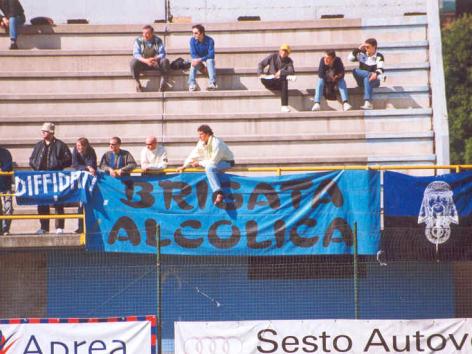 DIFFIDATI
BRIGATA
ALCOLICA
Aprea
Sesto Autov